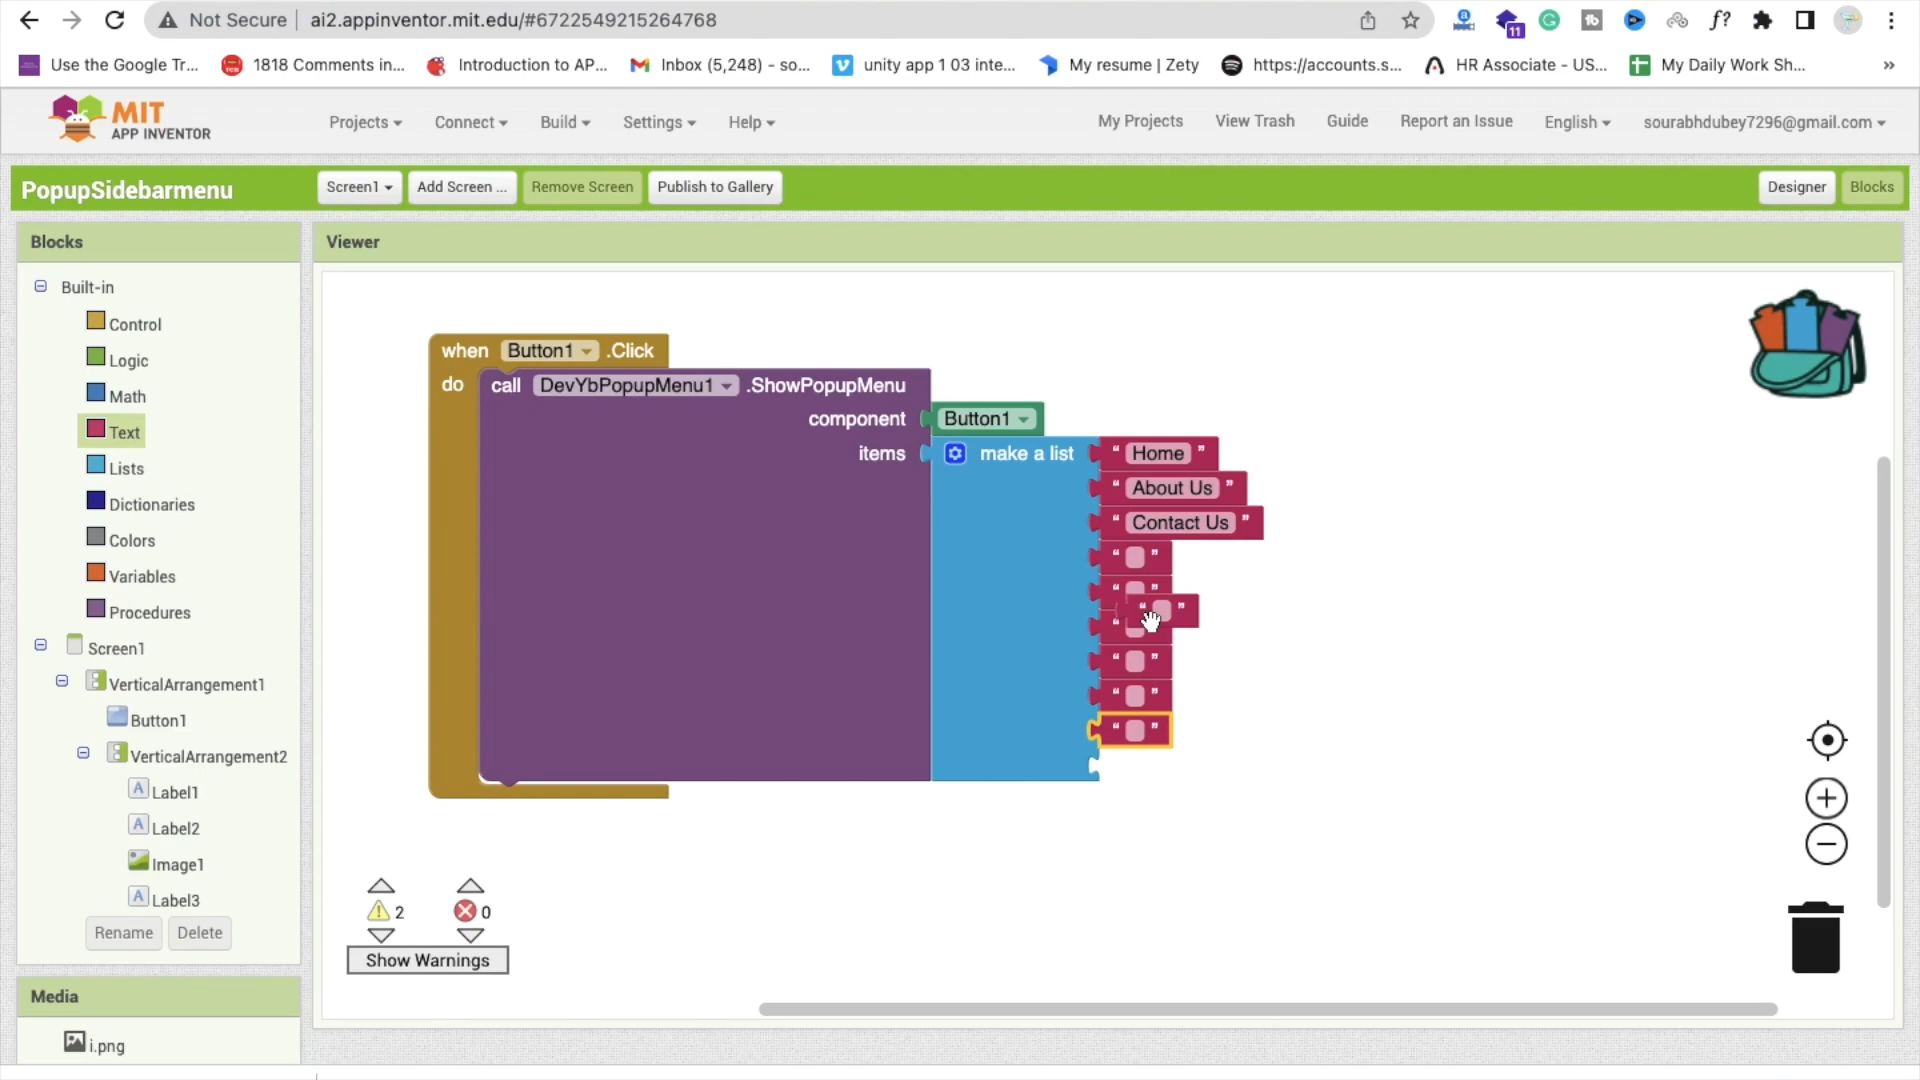 Not Secure ai2.appinventor.mit.edu/#6722549215264768
11
Use the Google Tr...
1818 Comments in...
Introduction to AP...
Inbox (5,248) - so...
unity app 1 03 inte...
My resume | Zety
https://accounts.s...
HR Associate - US...
My Daily Work Sh...
»
MIT
APP INVENTOR
Projects
Connect
Build
Settings
Help
My Projects
View Trash
Guide
Report an Issue
English
sourabhdubey7296@gmail.com
PopupSidebarmenu
Screen1
Add Screen ...
Remove Screen
Publish to Gallery
Designer
Blocks
Blocks
Viewer
Built-in
Control
Logic
Math
Text
Lists
Dictionaries
Colors
Variables
Procedures
Screen1
VerticalArrangement1
Button1
VerticalArrangement2
A Label1
A Label2
Image1
A Label3
Rename
Delete
Media
i.png
when Button1 .Click
do call DevYbPopupMenu1 .ShowPopupMenu
component Button1
items make a list “ Home ”
“ About Us ”
“ Contact Us ”
“ ”
“ ”
“ ”
“
“ ”
“ ”
“ ”
2
0
Show Warnings